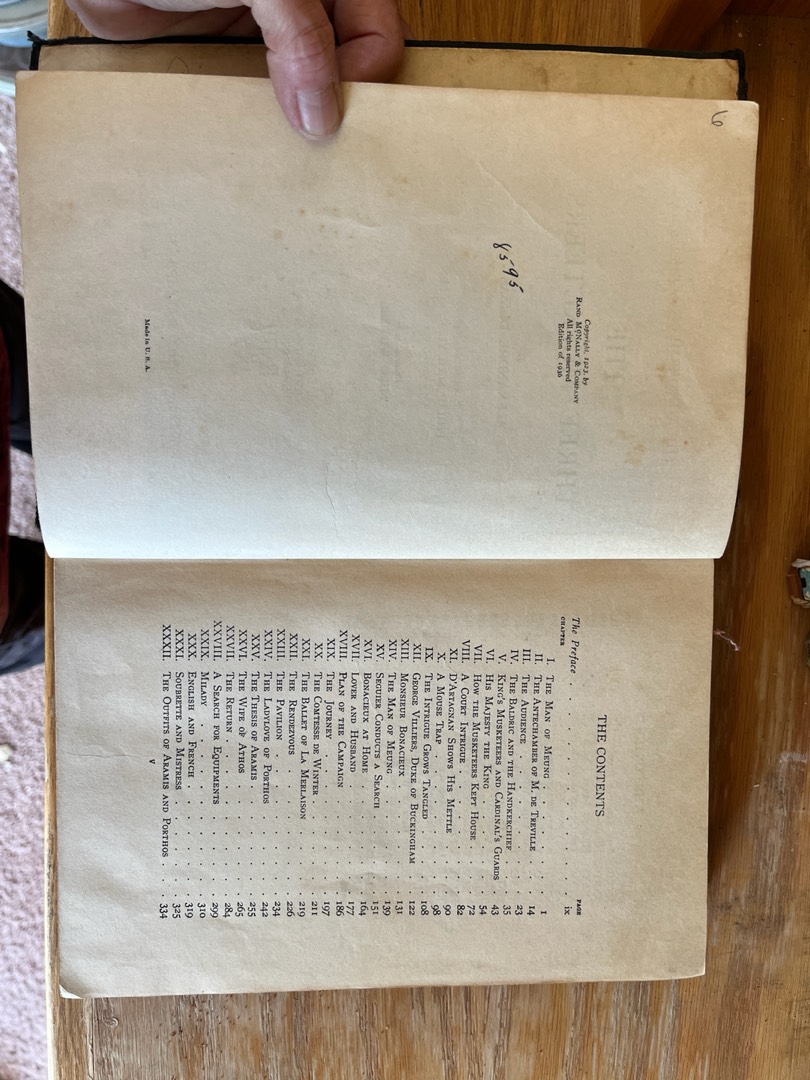 6
8595
Copyright, 1923, by
RAND MCNALLY & COMPANY
All rights reserved
Edition of 1936
Made in U. S. A.
THE CONTENTS
PAGE
The Preface . . . . . . . . . . ix
CHAPTER
I. THE MAN OF MEUNG . . . . . . 1
II. THE ANTECHAMBER OF M. DE TREVILLE . . 14
III. THE AUDIENCE . . . . . . . 23
IV. THE BALDRIC AND THE HANDKERCHIEF . . 35
V. KING'S MUSKETEERS AND CARDINAL'S GUARDS . 43
VI. HIS MAJESTY THE KING . . . . . 54
VII. HOW THE MUSKETEERS KEPT HOUSE . . . 72
VIII. A COURT INTRIGUE . . . . . . 82
XI. D'ARTAGNAN SHOWS HIS METTLE . . . 90
X. A MOUSE TRAP . . . . . . . 98
IX. THE INTRIGUE GROWS TANGLED . . . . 108
XII. GEORGE VILLIERS, DUKE OF BUCKINGHAM . . 122
XIII. MONSIEUR BONACIEUX . . . . . . 131
XIV. THE MAN OF MEUNG . . . . . . 139
XV. SEGUIER CONDUCTS A SEARCH . . . . 151
XVI. BONACIEUX AT HOME . . . . . . 164
XVII. LOVER AND HUSBAND . . . . . . 177
XVIII. PLAN OF THE CAMPAIGN . . . . . 186
XIX. THE JOURNEY . . . . . . . 197
XX. THE COMTESSE DE WINTER . . . . . 211
XXI. THE BALLET OF LA MERLAISON . . . . 219
XXII. THE RENDEZVOUS . . . . . . . 226
XXIII. THE PAVILION . . . . . . . 234
XXIV. THE LADYLOVE OF PORTHOS . . . . . 242
XXV. THE THESIS OF ARAMIS . . . . . 255
XXVI. THE WIFE OF ATHOS . . . . . . 265
XXVII. THE RETURN . . . . . . . . 284
XXVIII. A SEARCH FOR EQUIPMENTS . . . . . 299
XXIX. MILADY . . . . . . . . . 310
XXX. ENGLISH AND FRENCH . . . . . . 319
XXXI. SOUBRETTE AND MISTRESS . . . . . 325
XXXII. THE OUTFITS OF ARAMIS AND PORTHOS . . 334
v